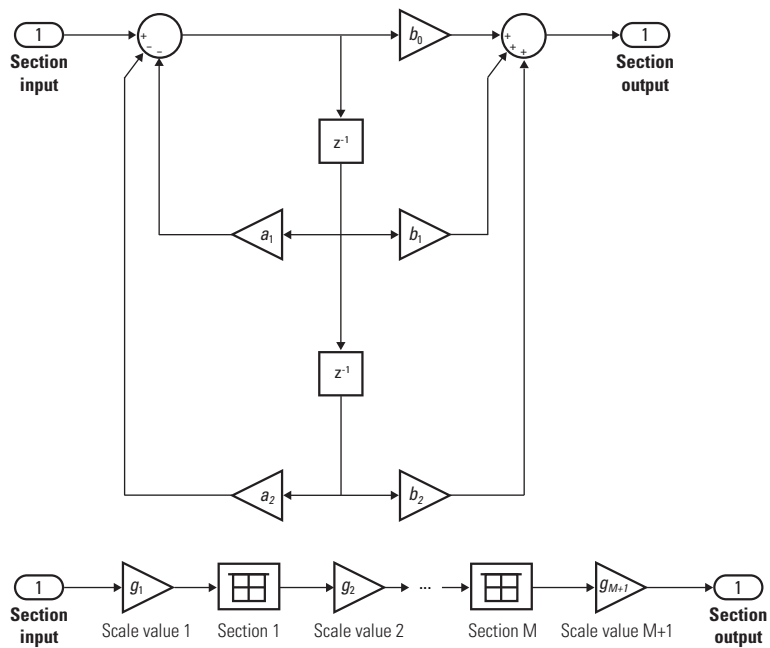 1
Section
input
+
−
−
b₀
+
+
+
1
Section
output
z⁻¹
a₁
b₁
z⁻¹
a₂
b₂
1
Section
input
g₁
Scale value 1
Section 1
g₂
Scale value 2
...
Section M
g_{M+1}
Scale value M+1
1
Section
output